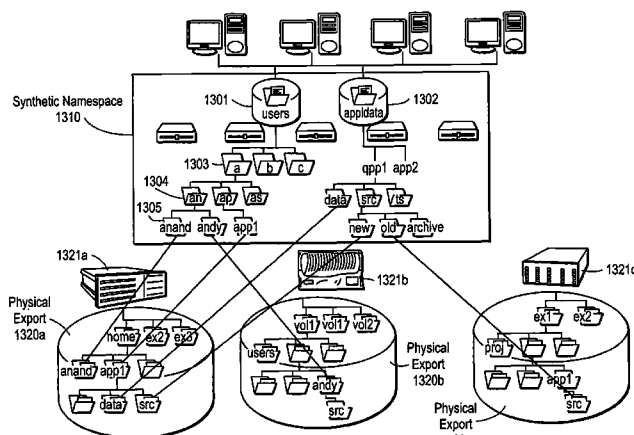 Synthetic Namespace
1310
1301
users
appldata
1302
1303
a
b
c
qpp1 app2
1304
an
ap
as
data
src
ts
1305
anand
andy
app1
new
old
archive
1321a
1321b
1321c
Physical
Export
1320a
home
ex2
ex3
anand
app1
data
src
vol1
vol1
vol2
users
andy
src
Physical
Export
1320b
ex1
ex2
proj
app1
src
Physical
Export